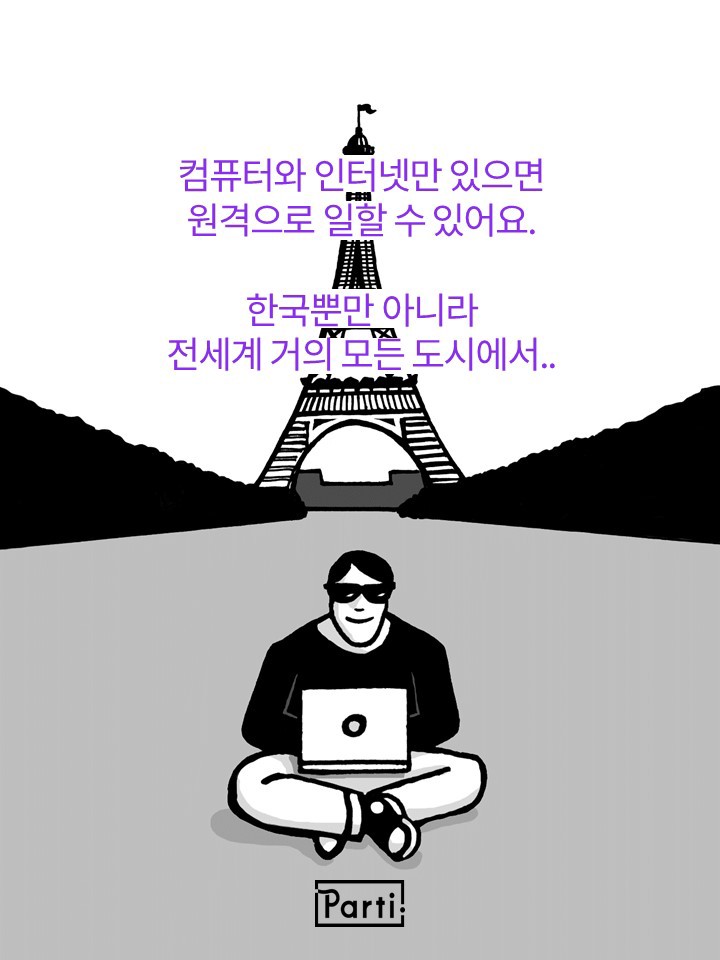 컴퓨터와 인터넷만 있으면
원격으로 일할 수 있어요.
한국뿐만 아니라
전세계 거의 모든 도시에서..
Parti